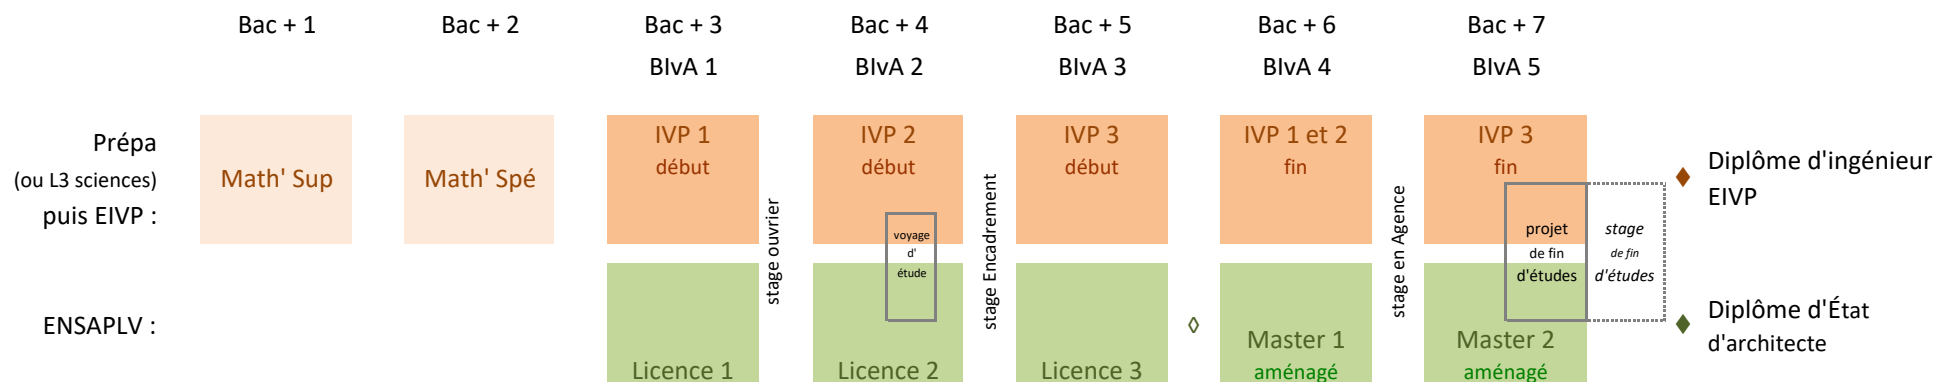 Bac + 1 Bac + 2 Bac + 3 Bac + 4 Bac + 5 Bac + 6 Bac + 7
BIvA 1 BIvA 2 BIvA 3 BIvA 4 BIvA 5
Prépa
(ou L3 sciences)
puis EIVP :
Math' Sup
Math' Spé
IVP 1
début
stage ouvrier
IVP 2
début
voyage
d'
étude
stage Encadrement
IVP 3
début
IVP 1 et 2
fin
stage en Agence
IVP 3
fin
projet
de fin
d'études
stage
de fin
d'études
Diplôme d'ingénieur
EIVP
ENSAPLV :
Licence 1
Licence 2
Licence 3
Master 1
aménagé
Master 2
aménagé
Diplôme d'État
d'architecte